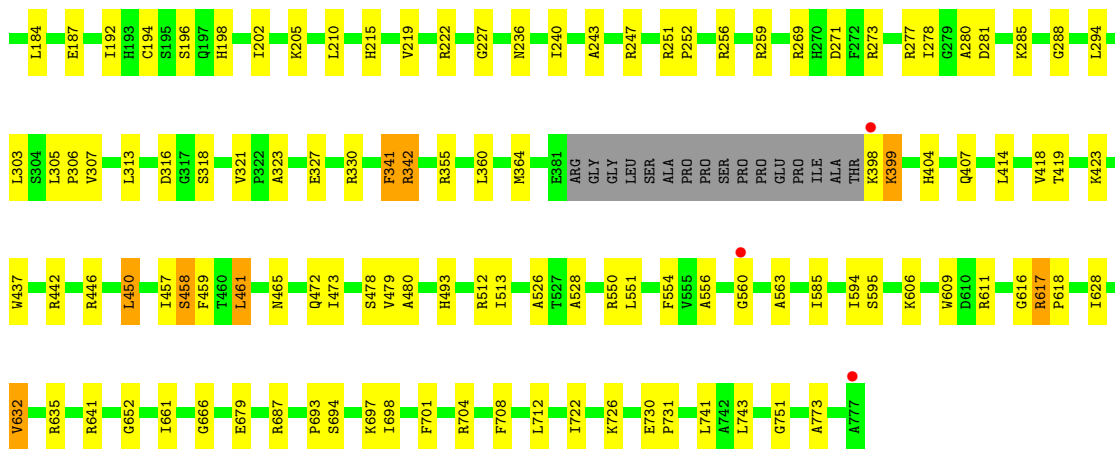 L184 E187 I192 H193 C194 S195 S196 Q197 H198 I202 K205 L210 H215 V219 R222 G227 N236 I240 A243 R247 R251 P252 R256 R259 R269 H270 D271 F272 R273 R277 I278 G279 A280 D281 K285 G288 L294
L303 S304 L305 P306 V307 L313 D316 G317 S318 V321 P322 A323 E327 R330 F341 R342 R355 L360 M364 E381 ARG GLY GLY LEU SER ALA PRO PRO SER PRO PRO GLU PRO ILE ALA THR K398 K399 H404 Q407 L414 V418 T419 K423
W437 R442 R446 L450 I457 S458 F459 T460 L461 N465 Q472 I473 S478 V479 A480 H493 R512 I513 A526 T527 A528 R550 L551 F554 V555 A556 G560 A563 I585 I594 S595 K606 W609 D610 R611 G616 R617 P618 I628
V632 R635 R641 G652 I661 G666 E679 R687 P693 S694 K697 I698 F701 R704 F708 L712 I722 K726 E730 P731 L741 A742 L743 G751 A773 A777